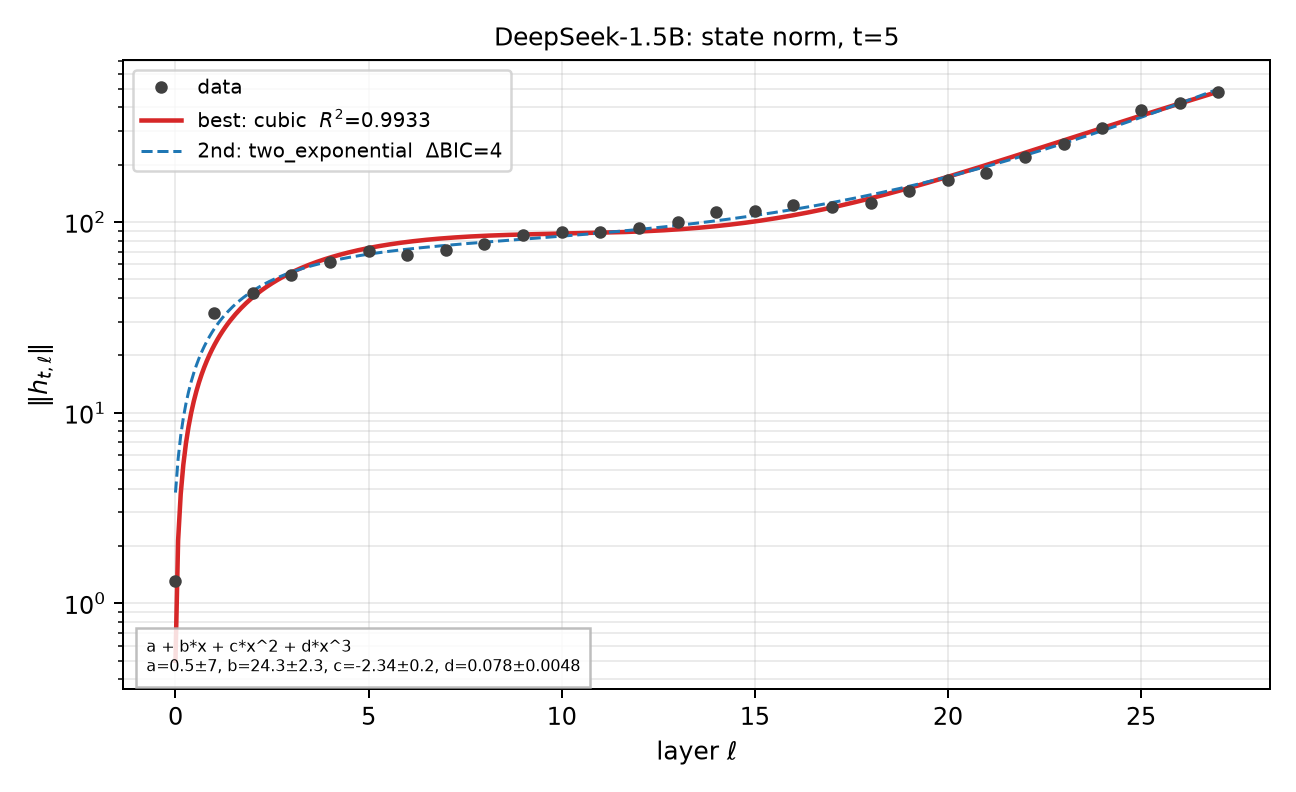 DeepSeek-1.5B: state norm, t=5
data
best: cubic R²=0.9933
2nd: two_exponential ΔBIC=4
10²
10¹
10⁰
‖h_{t,ℓ}‖
a + b*x + c*x^2 + d*x^3
a=0.5±7, b=24.3±2.3, c=-2.34±0.2, d=0.078±0.0048
0 5 10 15 20 25
layer ℓ